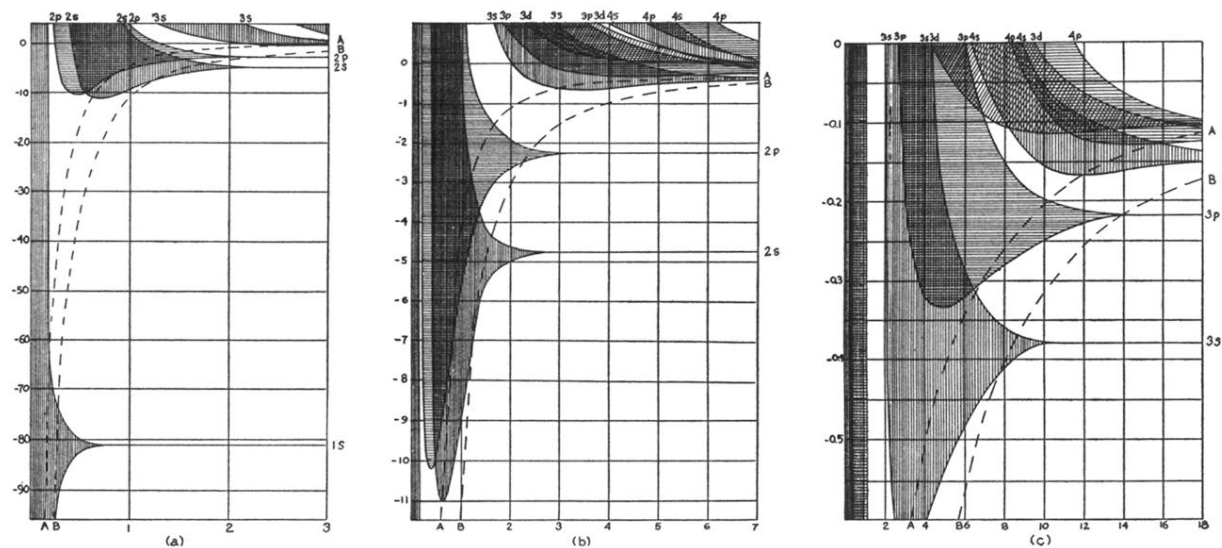 2p 2s 2s 2p 3s 3s
0
-10
-20
-30
-40
-50
-60
-70
-80
-90
A
B
2p
2s
1s
A B 1 2 3
(a)
3s 3p 3d 3s 3p 3d 4s 4p 4s 4p
0
-1
-2
-3
-4
-5
-6
-7
-8
-9
-10
-11
A
B
2p
2s
A B 2 3 4 5 6 7
(b)
3s 3p 3s 3d 3p 4s 4p 4s 3d 4p
0
-0.1
-0.2
-0.3
-0.4
-0.5
A
B
3p
3s
2 A 4 B 6 8 10 12 14 16 18
(c)